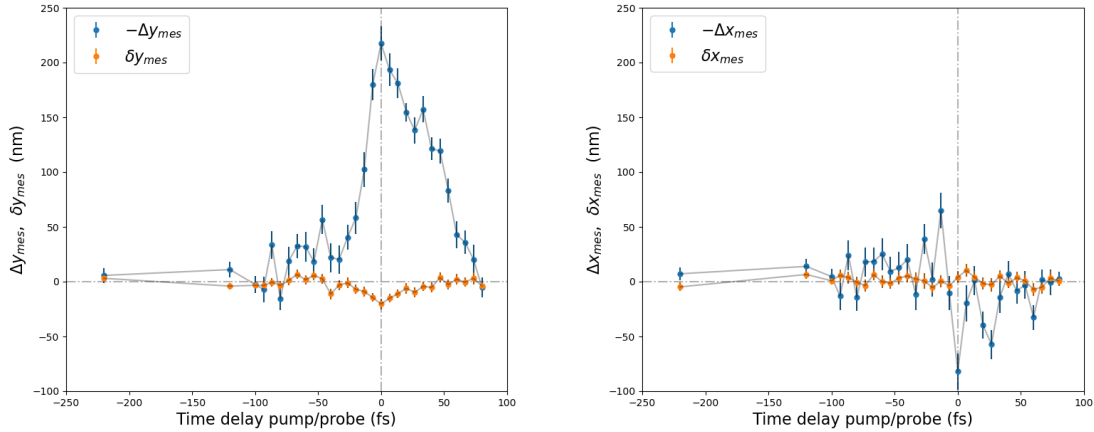 250
200
150
100
50
0
−50
−100
−250 −200 −150 −100 −50 0 50 100
Δy_mes, δy_mes (nm)
Time delay pump/probe (fs)
−Δy_mes
δy_mes
250
200
150
100
50
0
−50
−100
−250 −200 −150 −100 −50 0 50 100
Δx_mes, δx_mes (nm)
Time delay pump/probe (fs)
−Δx_mes
δx_mes